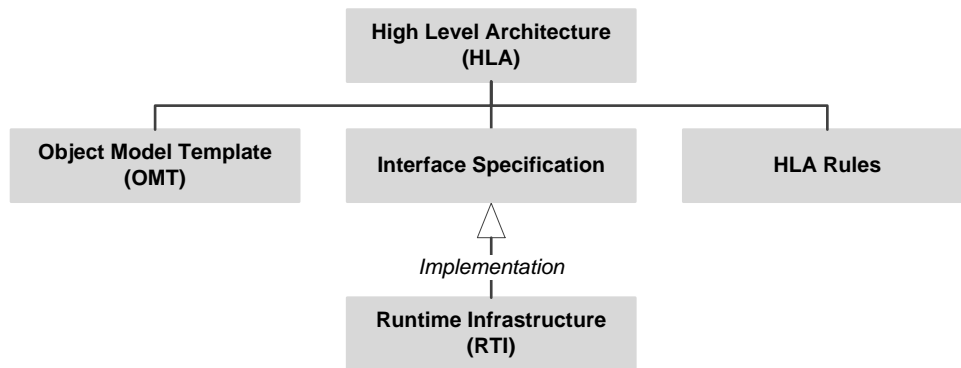 High Level Architecture
(HLA)
Object Model Template
(OMT)
Interface Specification
HLA Rules
Implementation
Runtime Infrastructure
(RTI)